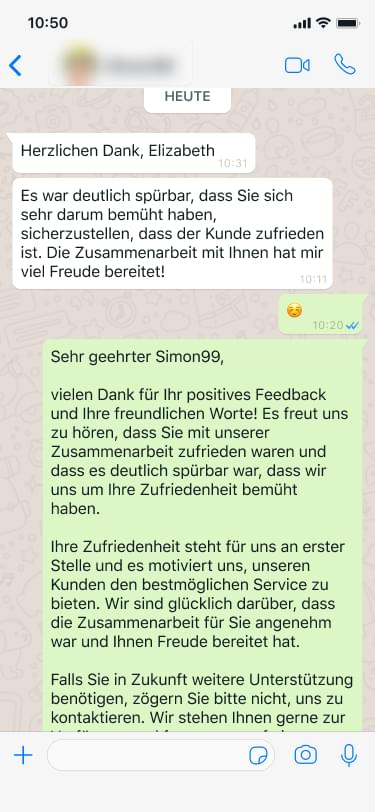 10:50
HEUTE
Herzlichen Dank, Elizabeth
10:31
Es war deutlich spürbar, dass Sie sich
sehr darum bemüht haben,
sicherzustellen, dass der Kunde zufrieden
ist. Die Zusammenarbeit mit Ihnen hat mir
viel Freude bereitet!
10:11
10:20
Sehr geehrter Simon99,
vielen Dank für Ihr positives Feedback
und Ihre freundlichen Worte! Es freut uns
zu hören, dass Sie mit unserer
Zusammenarbeit zufrieden waren und
dass es deutlich spürbar war, dass wir
uns um Ihre Zufriedenheit bemüht
haben.
Ihre Zufriedenheit steht für uns an erster
Stelle und es motiviert uns, unseren
Kunden den bestmöglichen Service zu
bieten. Wir sind glücklich darüber, dass
die Zusammenarbeit für Sie angenehm
war und Ihnen Freude bereitet hat.
Falls Sie in Zukunft weitere Unterstützung
benötigen, zögern Sie bitte nicht, uns zu
kontaktieren. Wir stehen Ihnen gerne zur